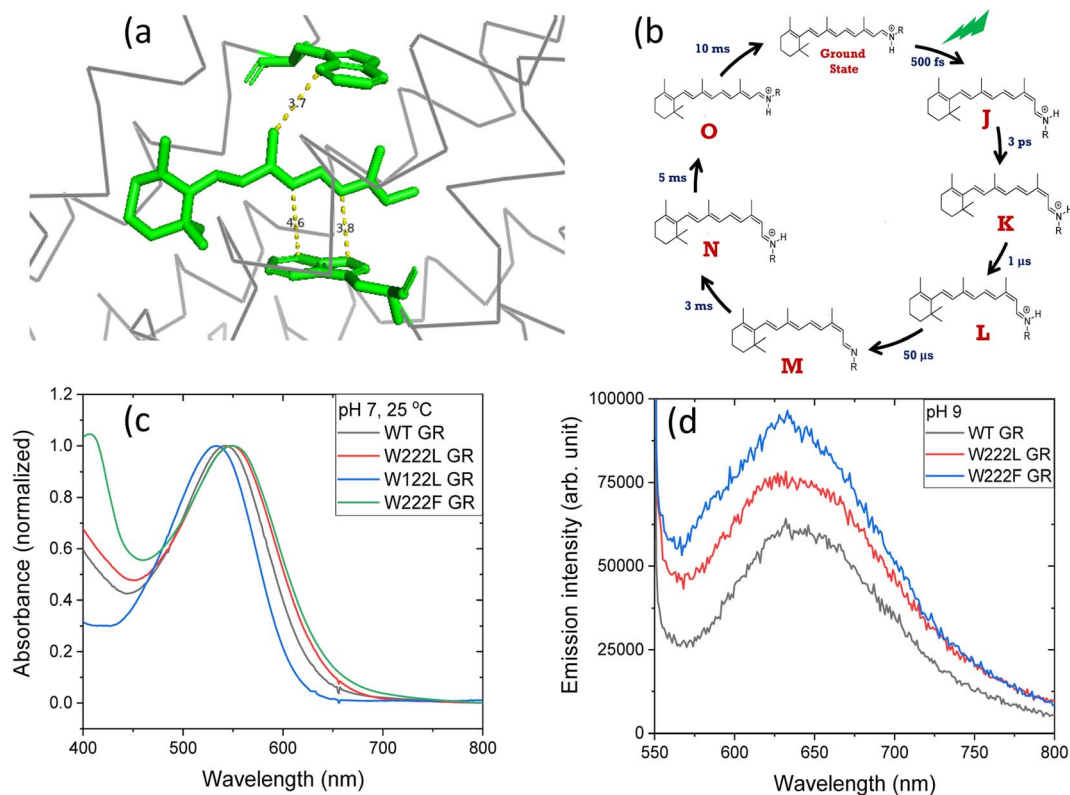 (a
3.7
4.6
3.8
(b)
Ground
State
500 fs
J
3 ps
K
1 µs
L
50 µs
M
3 ms
N
5 ms
O
10 ms
N
R
H
⊕
N
H
R
⊕
N
H
R
⊕
N
H
R
⊕
N
R
N
H
R
⊕
N
R
H
⊕
(c)
pH 7, 25 °C
WT GR
W222L GR
W122L GR
W222F GR
Absorbance (normalized)
1.2
1.0
0.8
0.6
0.4
0.2
0.0
400 500 600 700 800
Wavelength (nm)
(d
pH 9
WT GR
W222L GR
W222F GR
Emission intensity (arb. unit)
100000
75000
50000
25000
0
550 600 650 700 750 800
Wavelength (nm)